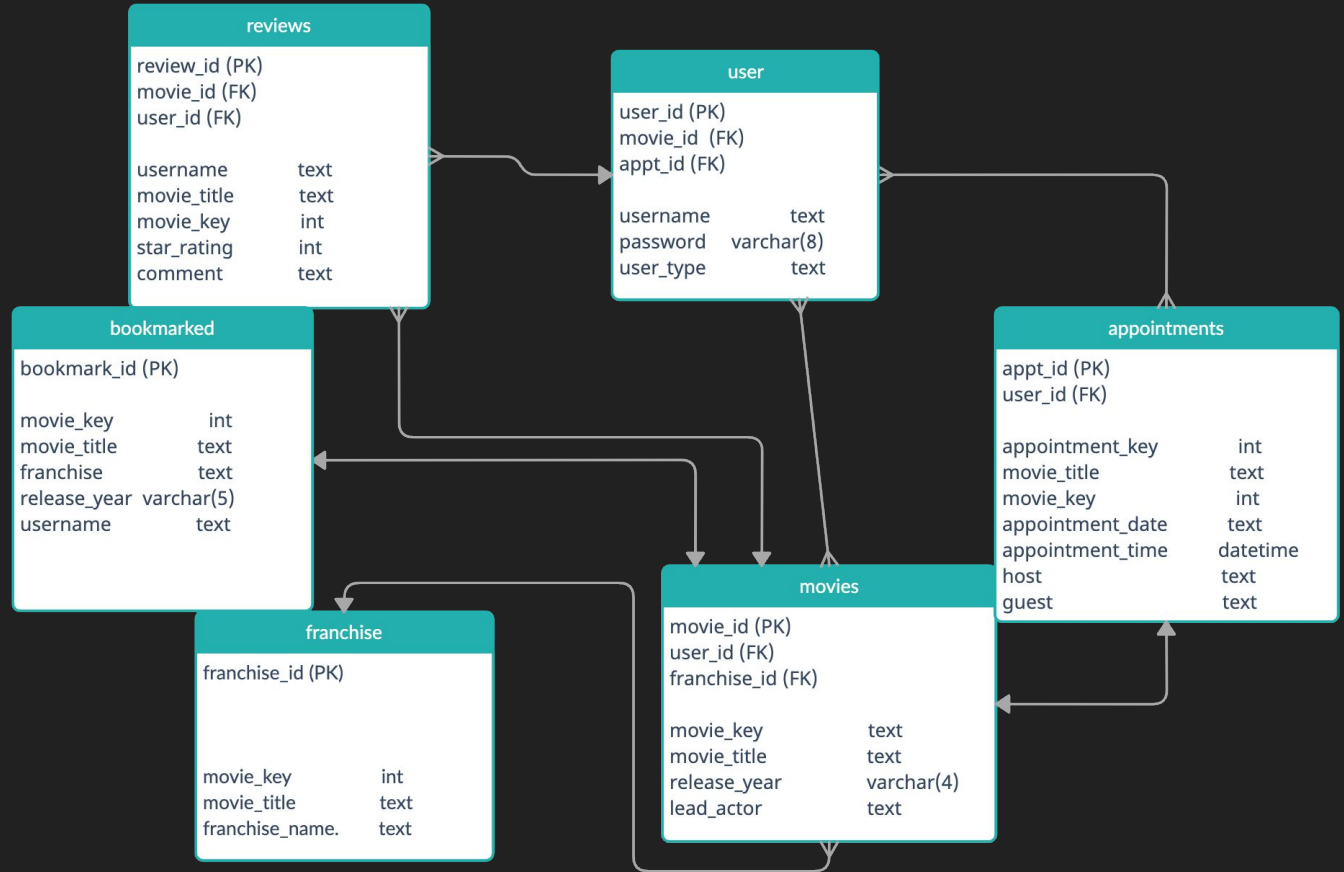 reviews
review_id (PK)
movie_id (FK)
user_id (FK)
username text
movie_title text
movie_key int
star_rating int
comment text
user
user_id (PK)
movie_id (FK)
appt_id (FK)
username text
password varchar(8)
user_type text
bookmarked
bookmark_id (PK)
movie_key int
movie_title text
franchise text
release_year varchar(5)
username text
appointments
appt_id (PK)
user_id (FK)
appointment_key int
movie_title text
movie_key int
appointment_date text
appointment_time datetime
host text
guest text
franchise
franchise_id (PK)
movie_key int
movie_title text
franchise_name. text
movies
movie_id (PK)
user_id (FK)
franchise_id (FK)
movie_key text
movie_title text
release_year varchar(4)
lead_actor text